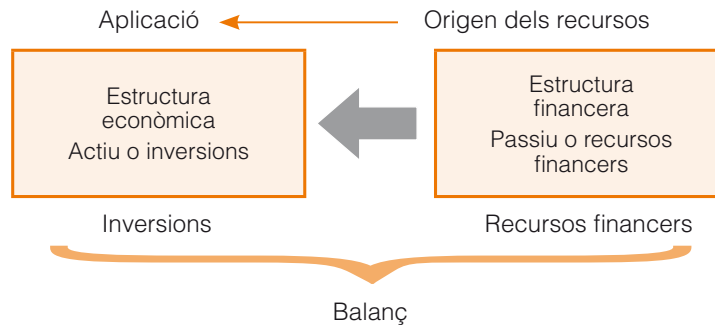 Aplicació
Origen dels recursos
Estructura
econòmica
Actiu o inversions
Estructura
financera
Passiu o recursos
financers
Inversions
Recursos financers
Balanç